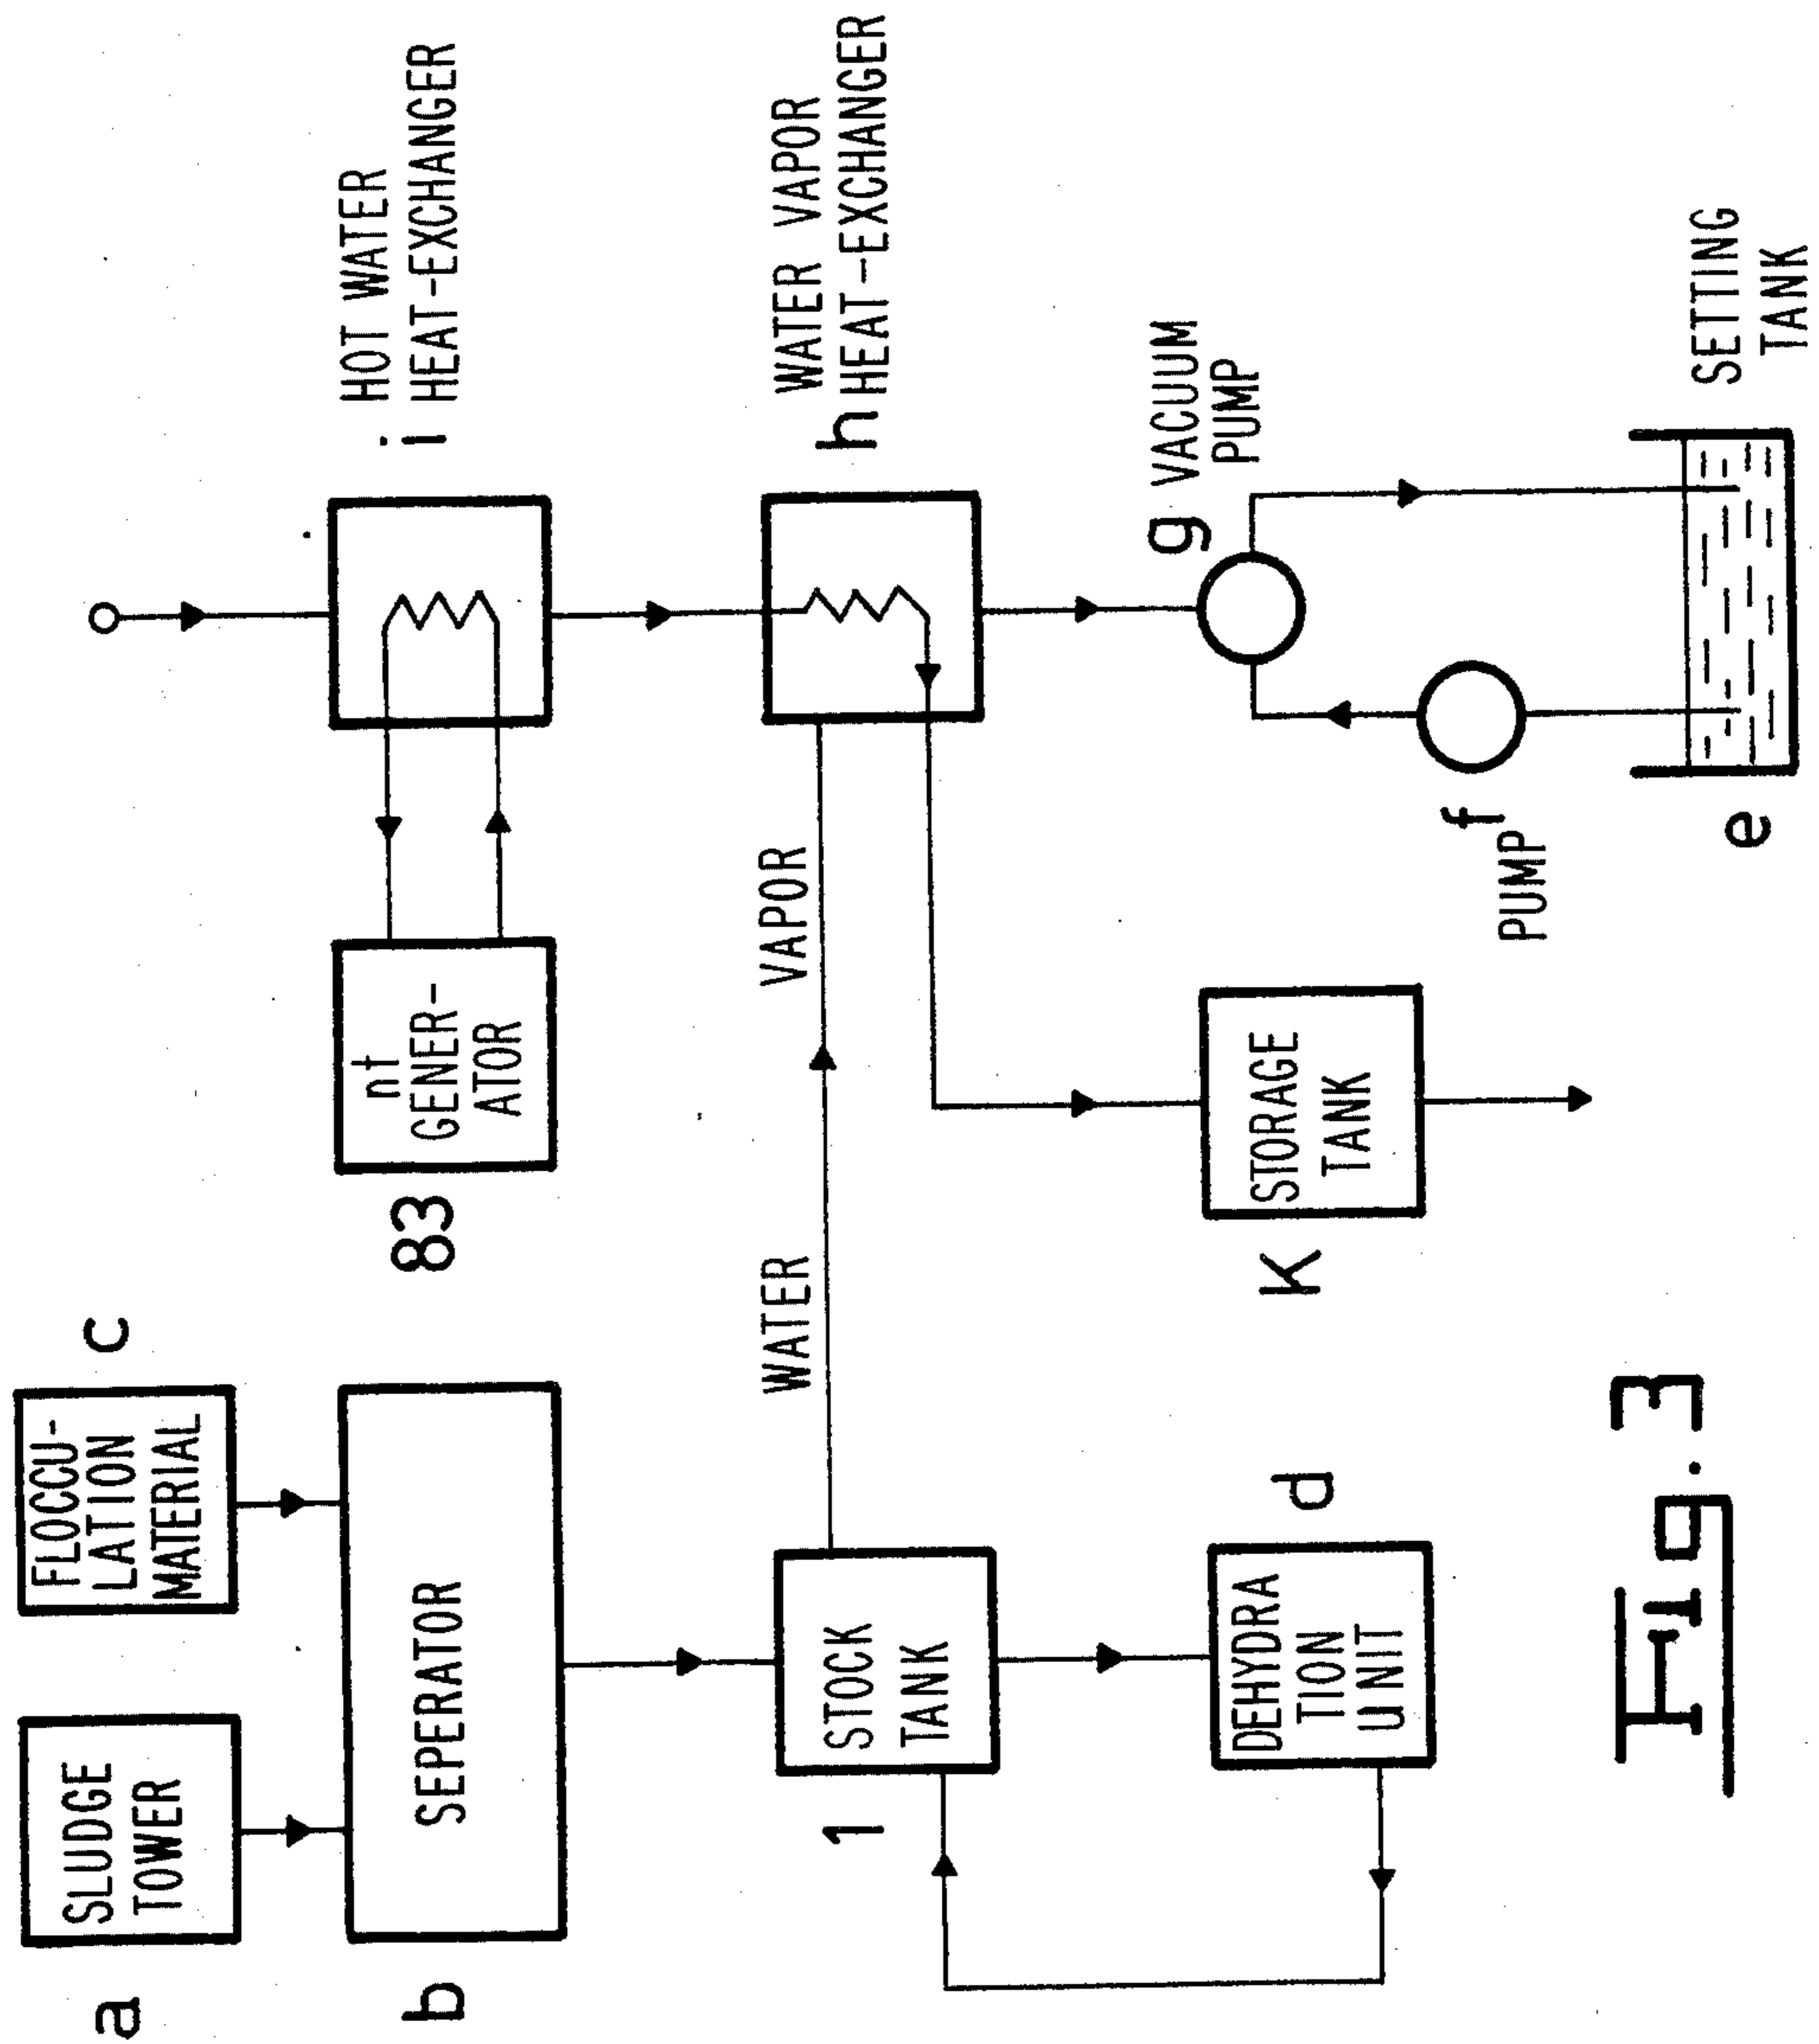 a
SLUDGE
TOWER
c
FLOCCU-
LATION
MATERIAL
b
SEPERATOR
1
STOCK
TANK
d
DEHYDRA
TION
UNIT
83
nt
GENER-
ATOR
i
HOT WATER
HEAT-EXCHANGER
WATER
VAPOR
h
WATER VAPOR
HEAT-EXCHANGER
K
STORAGE
TANK
g
VACUUM
PUMP
f
PUMP
e
SETTING
TANK
Fig. 3